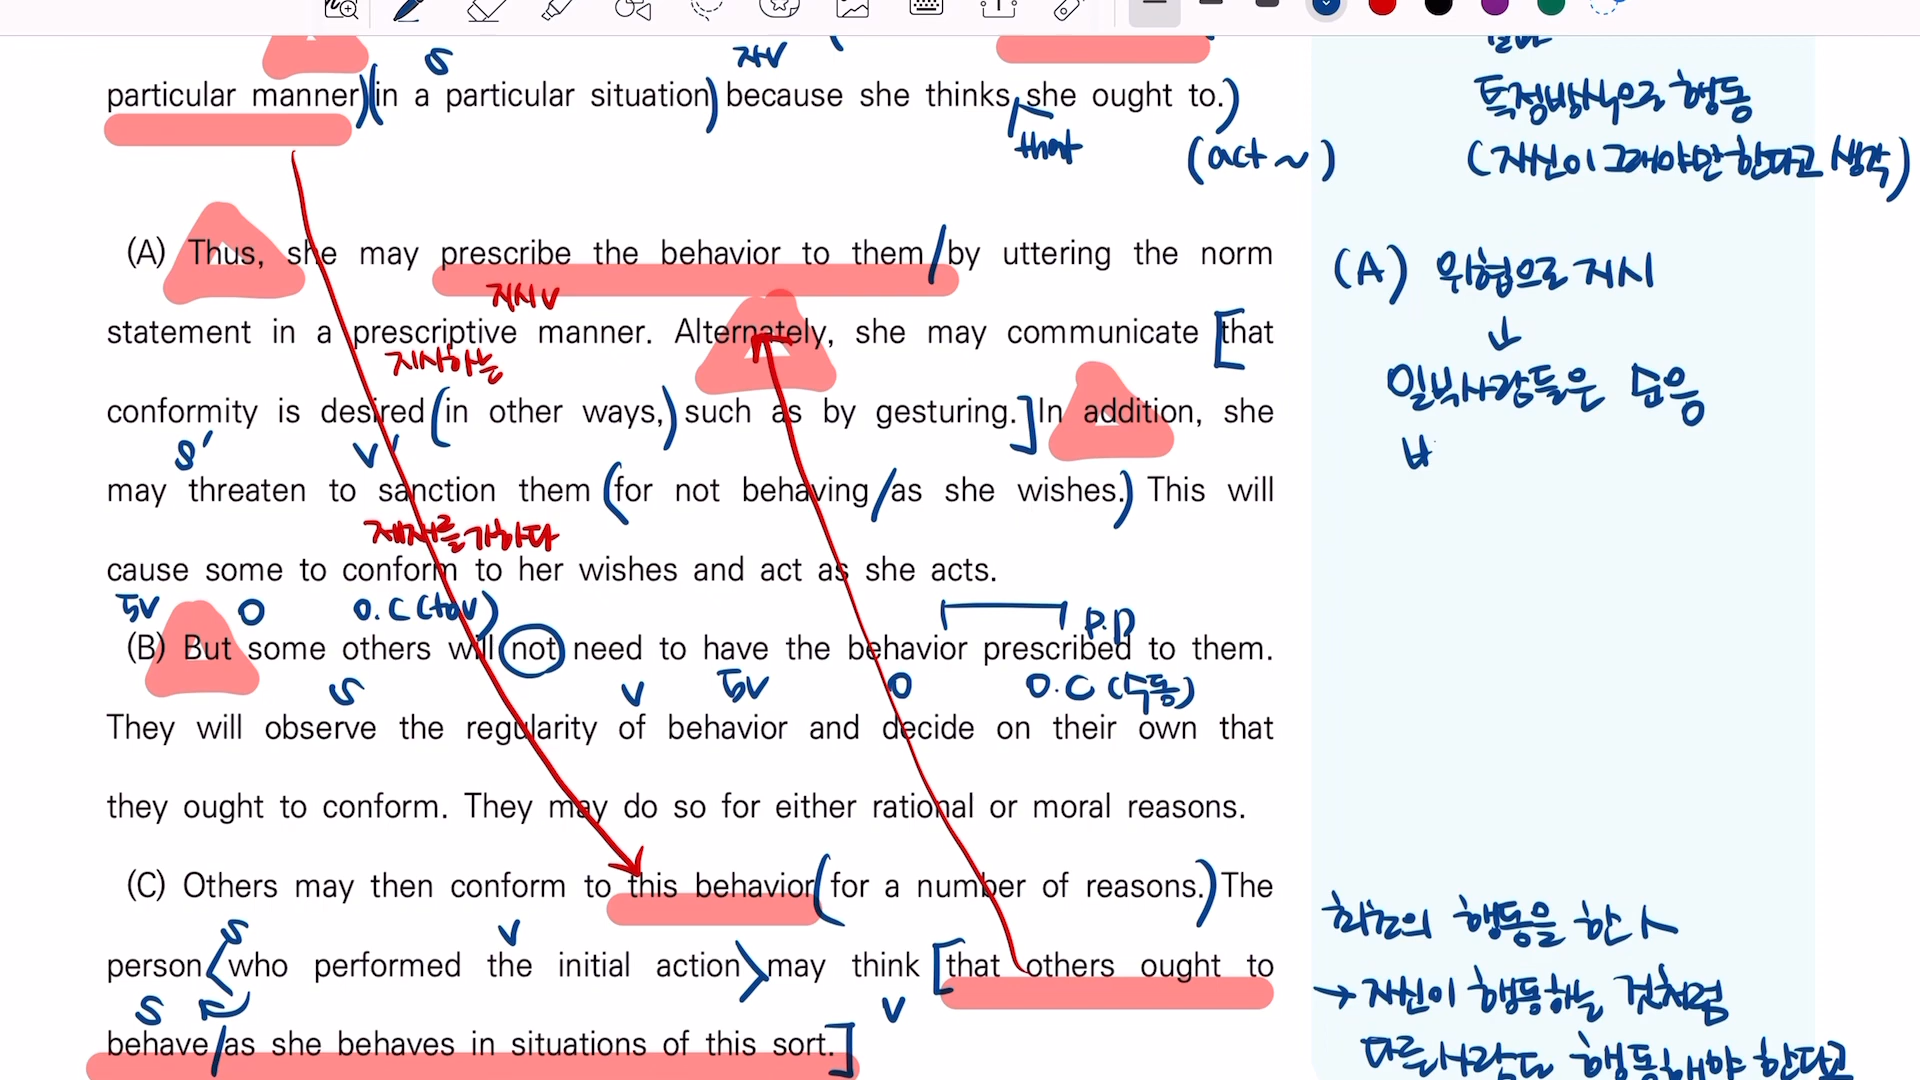 S 자V
particular manner)(in a particular situation) because she thinks she ought to.)
특정방식으로 행동
that
(act ~)
(자신이 그래야만 한다고 생각)
(A) Thus, she may prescribe the behavior to them / by uttering the norm
(A) 위협으로 지시
지시V
statement in a prescriptive manner. Alternately, she may communicate [that
↓
지시하는
일부사람들은 순응
conformity is desired (in other ways,) such as by gesturing.] In addition, she
S' V'
may threaten to sanction them (for not behaving / as she wishes.) This will
제재를 가하다
cause some to conform to her wishes and act as she acts.
5V O O.C (to V) P.P
(B) But some others will not need to have the behavior prescribed to them.
S V 5V O O.C (수동)
They will observe the regularity of behavior and decide on their own that
they ought to conform. They may do so for either rational or moral reasons.
(C) Others may then conform to this behavior (for a number of reasons.) The
최초의 행동을 한 사
S V
person <who performed the initial action> may think [that others ought to
→ 자신이 행동하는 것처럼
S V
behave / as she behaves in situations of this sort.]
다른사람도 행동해야 한다고